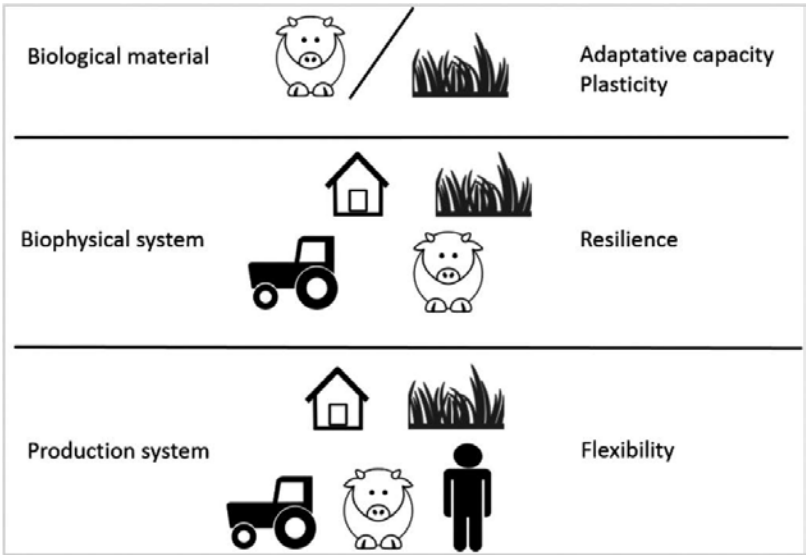 Biological material
Adaptative capacity
Plasticity
Biophysical system
Resilience
Production system
Flexibility